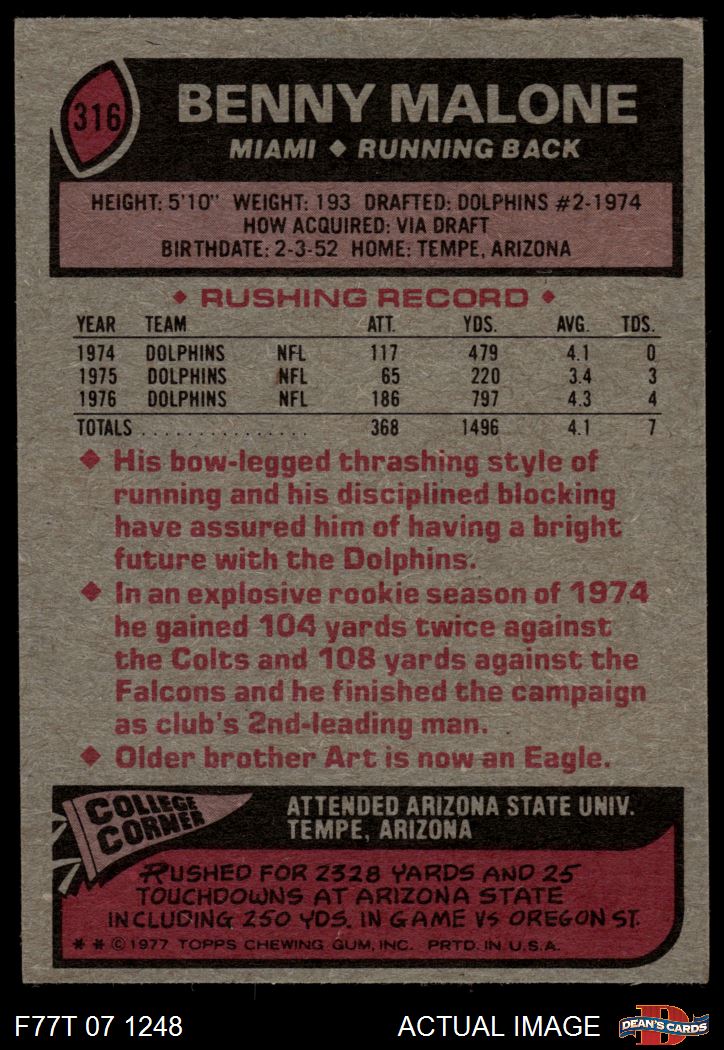 316
BENNY MALONE
MIAMI ◆ RUNNING BACK
HEIGHT: 5'10" WEIGHT: 193 DRAFTED: DOLPHINS #2-1974
HOW ACQUIRED: VIA DRAFT
BIRTHDATE: 2-3-52 HOME: TEMPE, ARIZONA
◆ RUSHING RECORD ◆
YEAR TEAM ATT. YDS. AVG. TDS.
1974 DOLPHINS NFL 117 479 4.1 0
1975 DOLPHINS NFL 65 220 3.4 3
1976 DOLPHINS NFL 186 797 4.3 4
TOTALS . . . . . . . . . . . . . . . 368 1496 4.1 7
◆ His bow-legged thrashing style of
running and his disciplined blocking
have assured him of having a bright
future with the Dolphins.
◆ In an explosive rookie season of 1974
he gained 104 yards twice against
the Colts and 108 yards against the
Falcons and he finished the campaign
as club's 2nd-leading man.
◆ Older brother Art is now an Eagle.
COLLEGE
CORNER
ATTENDED ARIZONA STATE UNIV.
TEMPE, ARIZONA
RUSHED FOR 2328 YARDS AND 25
TOUCHDOWNS AT ARIZONA STATE
INCLUDING 250 YDS. IN GAME VS OREGON ST.
* * © 1977 TOPPS CHEWING GUM, INC. PRTD. IN U.S.A.
F77T 07 1248
ACTUAL IMAGE
D
DEAN'S CARDS